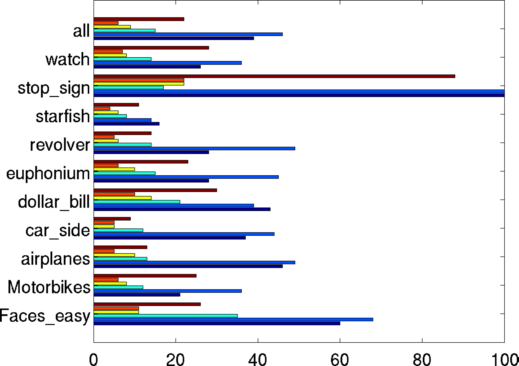 all
watch
stop_sign
starfish
revolver
euphonium
dollar_bill
car_side
airplanes
Motorbikes
Faces_easy
0 20 40 60 80 100